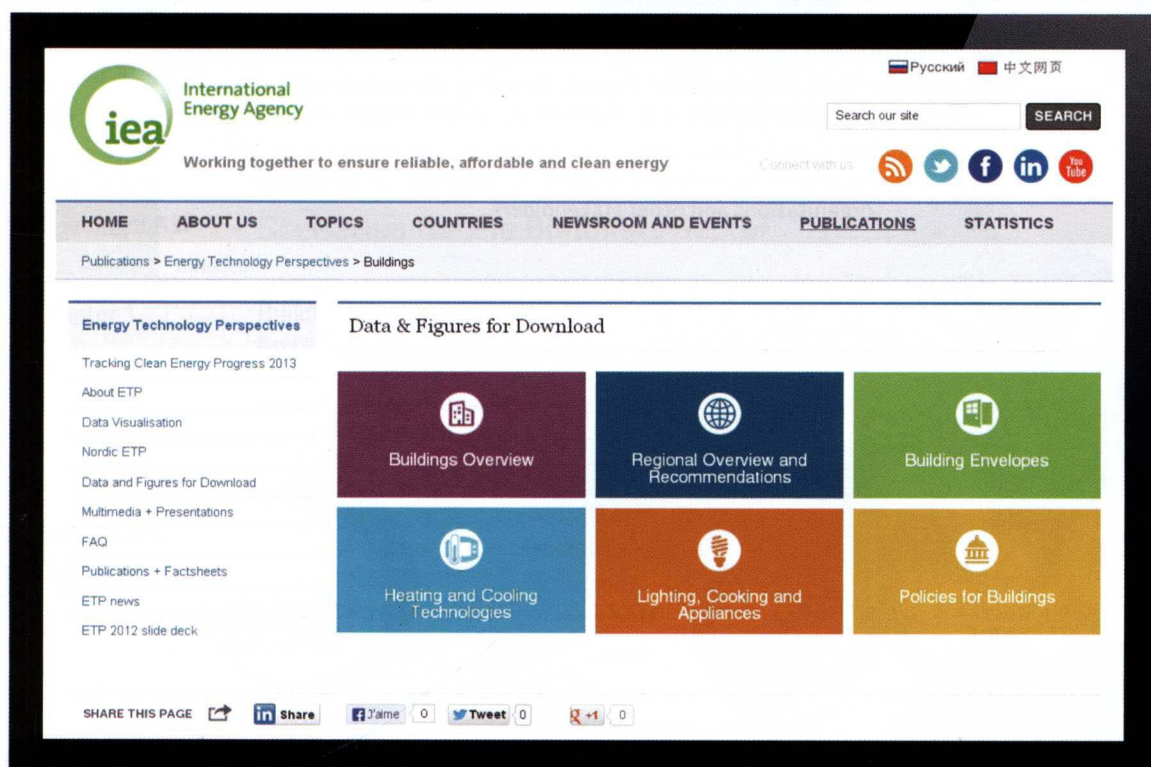 Русский 中文网页
iea
International
Energy Agency
Search our site SEARCH
Working together to ensure reliable, affordable and clean energy
Connect with us
You
Tube
HOME ABOUT US TOPICS COUNTRIES NEWSROOM AND EVENTS PUBLICATIONS STATISTICS
Publications > Energy Technology Perspectives > Buildings
Energy Technology Perspectives
Tracking Clean Energy Progress 2013
About ETP
Data Visualisation
Nordic ETP
Data and Figures for Download
Multimedia + Presentations
FAQ
Publications + Factsheets
ETP news
ETP 2012 slide deck
Data & Figures for Download
Buildings Overview
Regional Overview and
Recommendations
Building Envelopes
Heating and Cooling
Technologies
Lighting, Cooking and
Appliances
Policies for Buildings
SHARE THIS PAGE in Share J'aime 0 Tweet 0 g +1 0